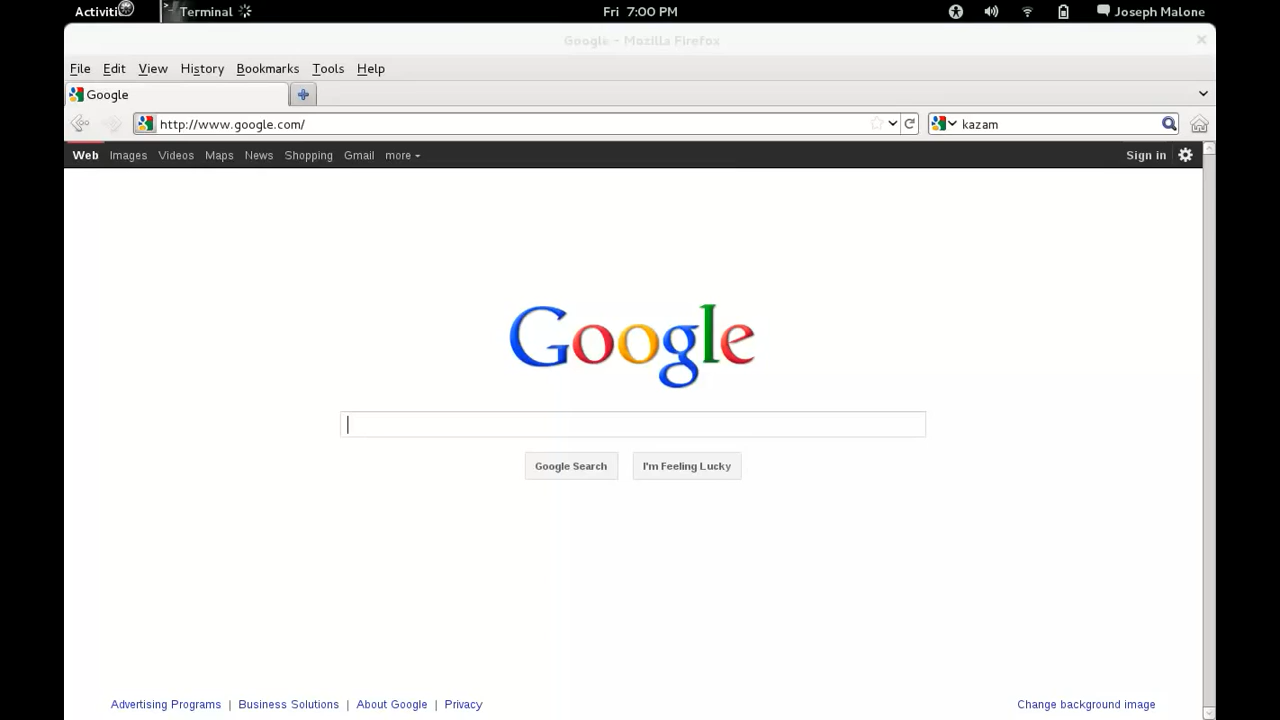 Activiti Terminal Fri 7:00 PM Joseph Malone
Google - Mozilla Firefox
File Edit View History Bookmarks Tools Help
Google
http://www.google.com/ kazam
Web Images Videos Maps News Shopping Gmail more Sign in
Google
Google Search I'm Feeling Lucky
Advertising Programs | Business Solutions | About Google | Privacy Change background image